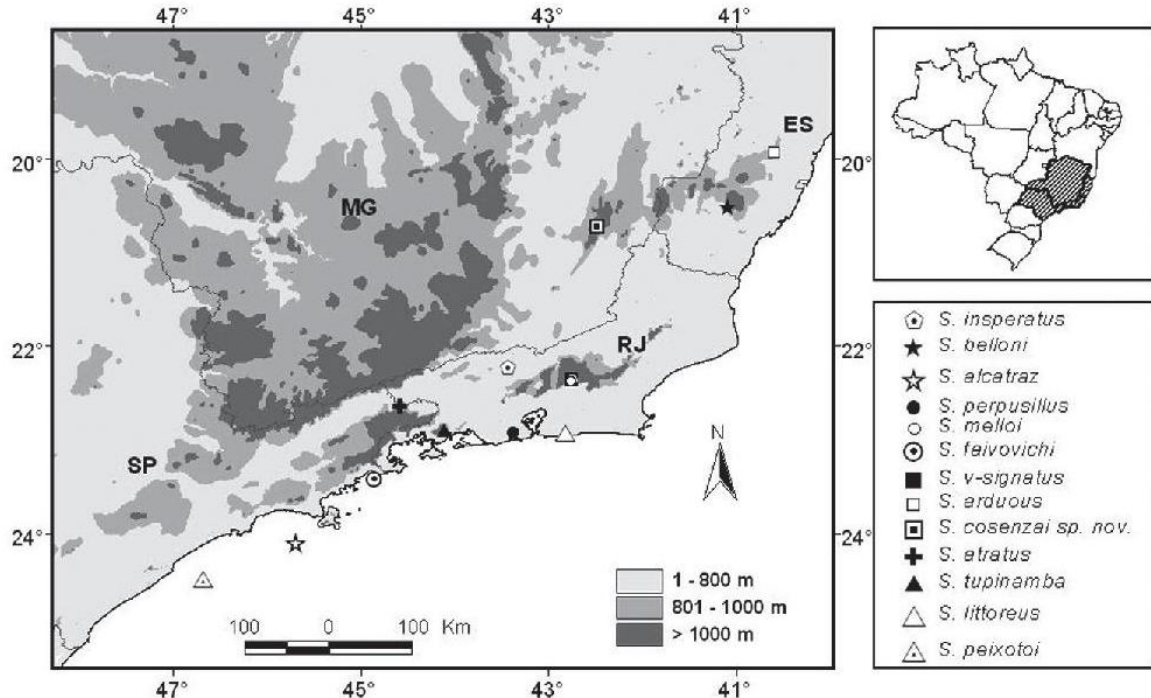 47° 45° 43° 41°
20°
22°
24°
20°
22°
24°
ES
MG
RJ
SP
N
1 - 800 m
801 - 1000 m
> 1000 m
100 0 100 Km
47° 45° 43° 41°
S. insperatus
S. belloni
S. alcatraz
S. perpusillus
S. melloi
S. faivovichi
S. v-signatus
S. arduous
S. cosenzai sp. nov.
S. atratus
S. tupinamba
S. littoreus
S. peixotoi